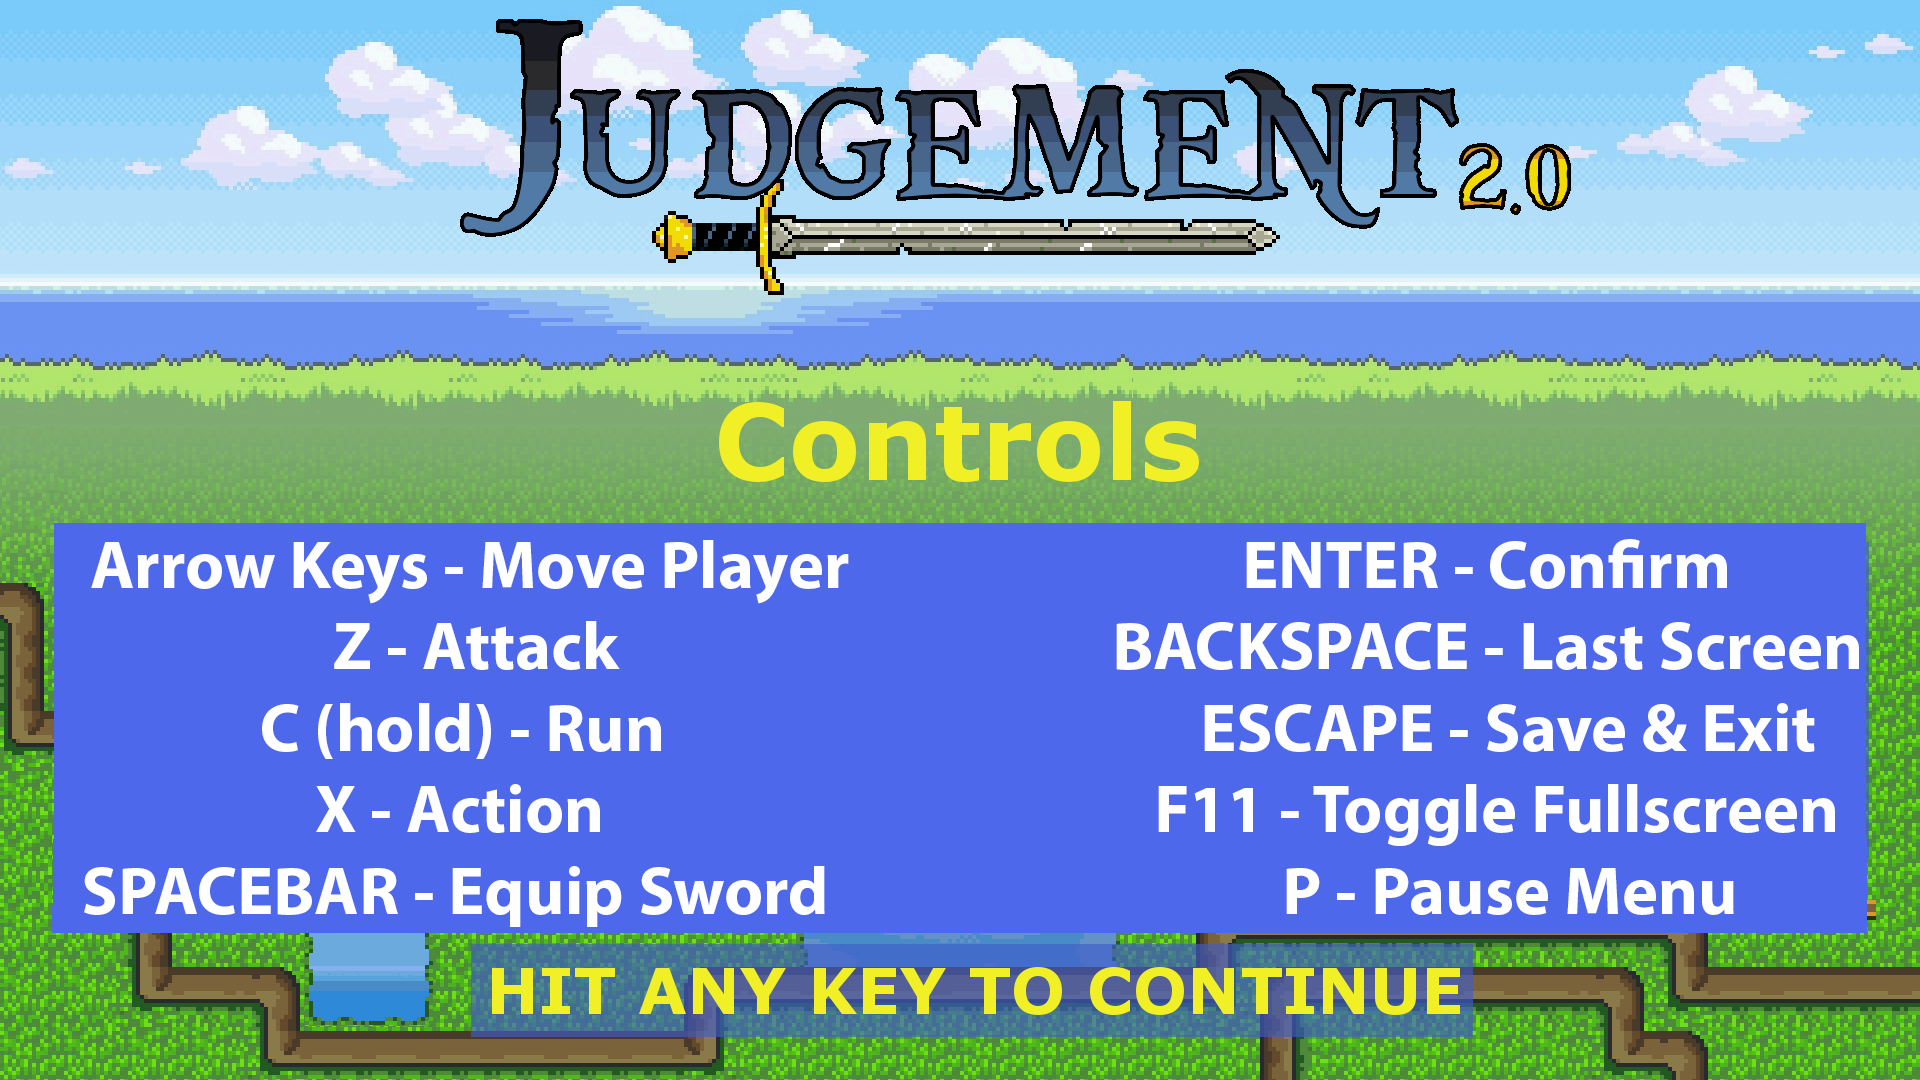 JUDGEMENT 2.0
Controls
Arrow Keys - Move Player
Z - Attack
C (hold) - Run
X - Action
SPACEBAR - Equip Sword
ENTER - Confirm
BACKSPACE - Last Screen
ESCAPE - Save & Exit
F11 - Toggle Fullscreen
P - Pause Menu
HIT ANY KEY TO CONTINUE